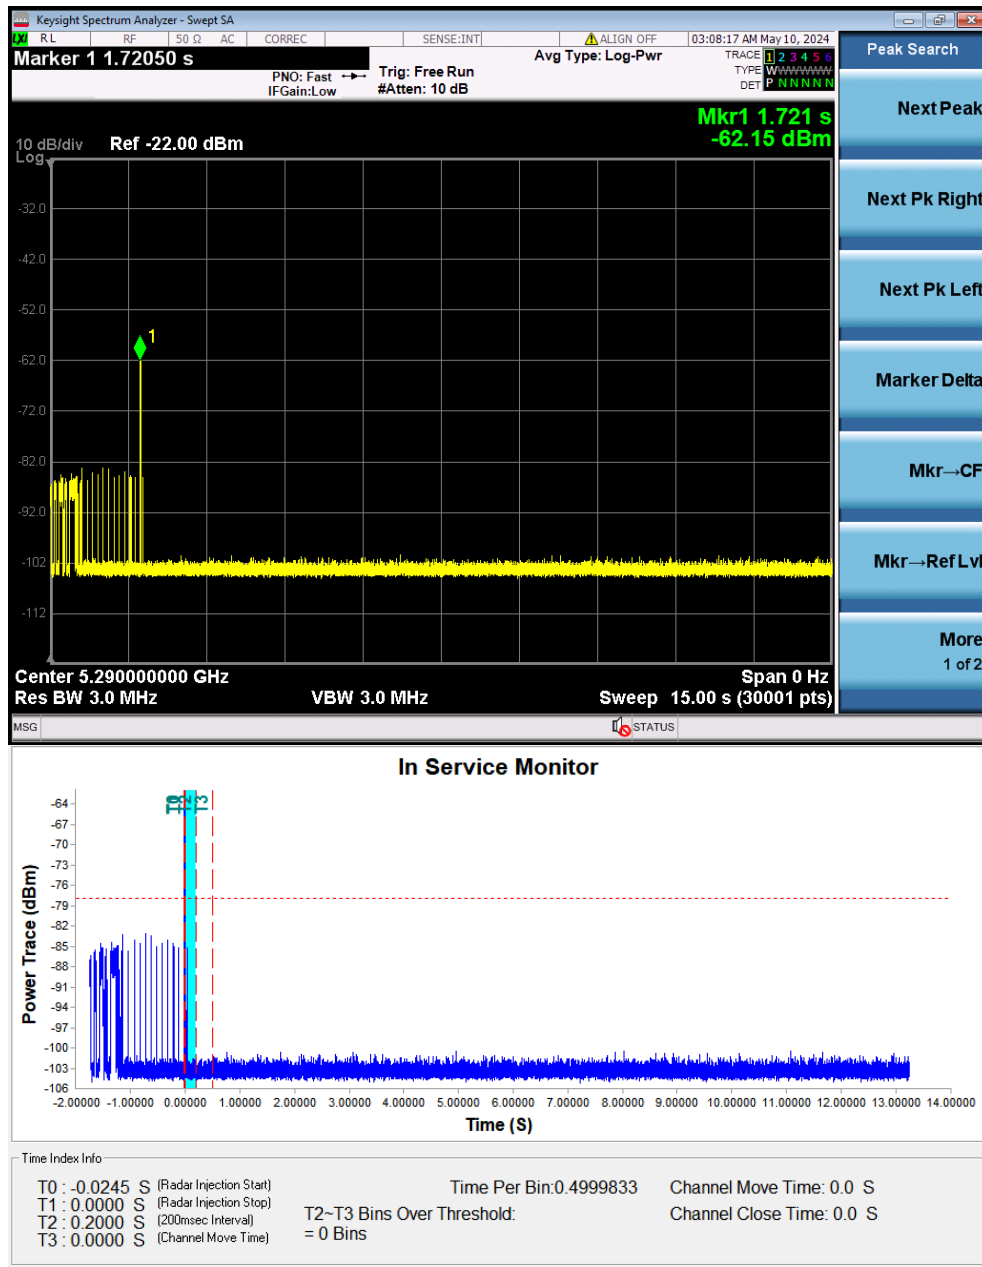 Keysight Spectrum Analyzer - Swept SA
LXI RL RF 50 Ω AC CORREC SENSE:INT ALIGN OFF 03:08:17 AM May 10, 2024
Marker 1 1.72050 s
PNO: Fast
IFGain:Low
Trig: Free Run
#Atten: 10 dB
Avg Type: Log-Pwr
TRACE 1 2 3 4 5 6
TYPE WWWWWWW
DET P N N N N N
Mkr1 1.721 s
-62.15 dBm
10 dB/div Ref -22.00 dBm
Log
-32.0
-42.0
-52.0
1
-62.0
-72.0
-82.0
-92.0
-102
-112
Center 5.290000000 GHz Span 0 Hz
Res BW 3.0 MHz VBW 3.0 MHz Sweep 15.00 s (30001 pts)
MSG STATUS
Peak Search
Next Peak
Next Pk Right
Next Pk Left
Marker Delta
Mkr→CF
Mkr→Ref Lvl
More
1 of 2
In Service Monitor
Power Trace (dBm)
-64
-67
-70
-73
-76
-79
-82
-85
-88
-91
-94
-97
-100
-103
-106
T3
-2.00000 -1.00000 0.00000 1.00000 2.00000 3.00000 4.00000 5.00000 6.00000 7.00000 8.00000 9.00000 10.00000 11.00000 12.00000 13.00000 14.00000
Time (S)
Time Index Info
T0 : -0.0245 S (Radar Injection Start)
T1 : 0.0000 S (Radar Injection Stop)
T2 : 0.2000 S (200msec Interval)
T3 : 0.0000 S (Channel Move Time)
Time Per Bin:0.4999833
T2~T3 Bins Over Threshold:
= 0 Bins
Channel Move Time: 0.0 S
Channel Close Time: 0.0 S